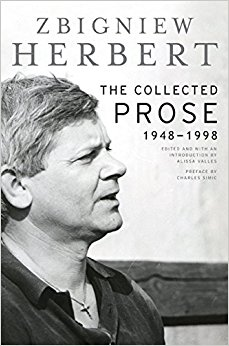 ZBIGNIEW
HERBERT
THE COLLECTED
PROSE
1948–1998
EDITED AND WITH AN
INTRODUCTION BY
ALISSA VALLES
PREFACE BY
CHARLES SIMIC